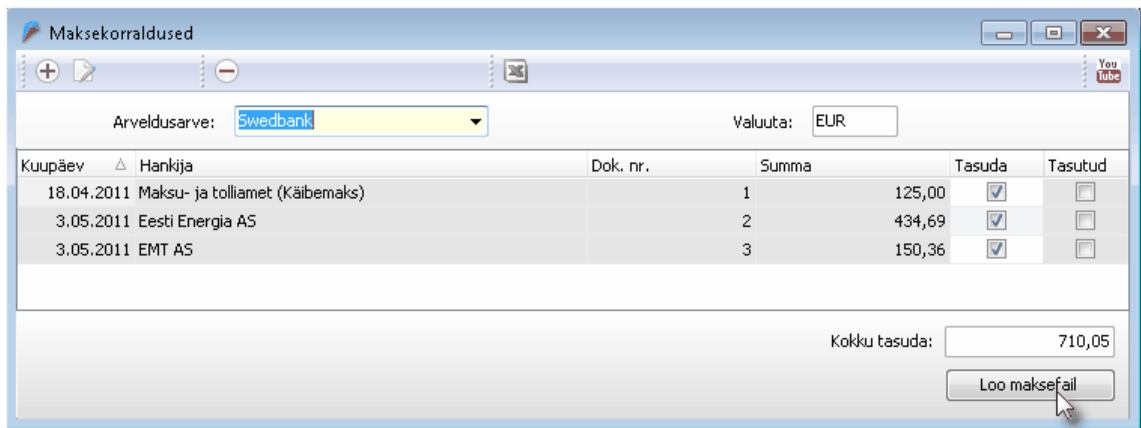 Maksekorraldused
You Tube
Arveldusarve: Swedbank Valuuta: EUR
Kuupäev Hankija Dok. nr. Summa Tasuda Tasutud
18.04.2011 Maksu- ja tolliamet (Käibemaks) 1 125,00
3.05.2011 Eesti Energia AS 2 434,69
3.05.2011 EMT AS 3 150,36
Kokku tasuda: 710,05
Loo maksefail